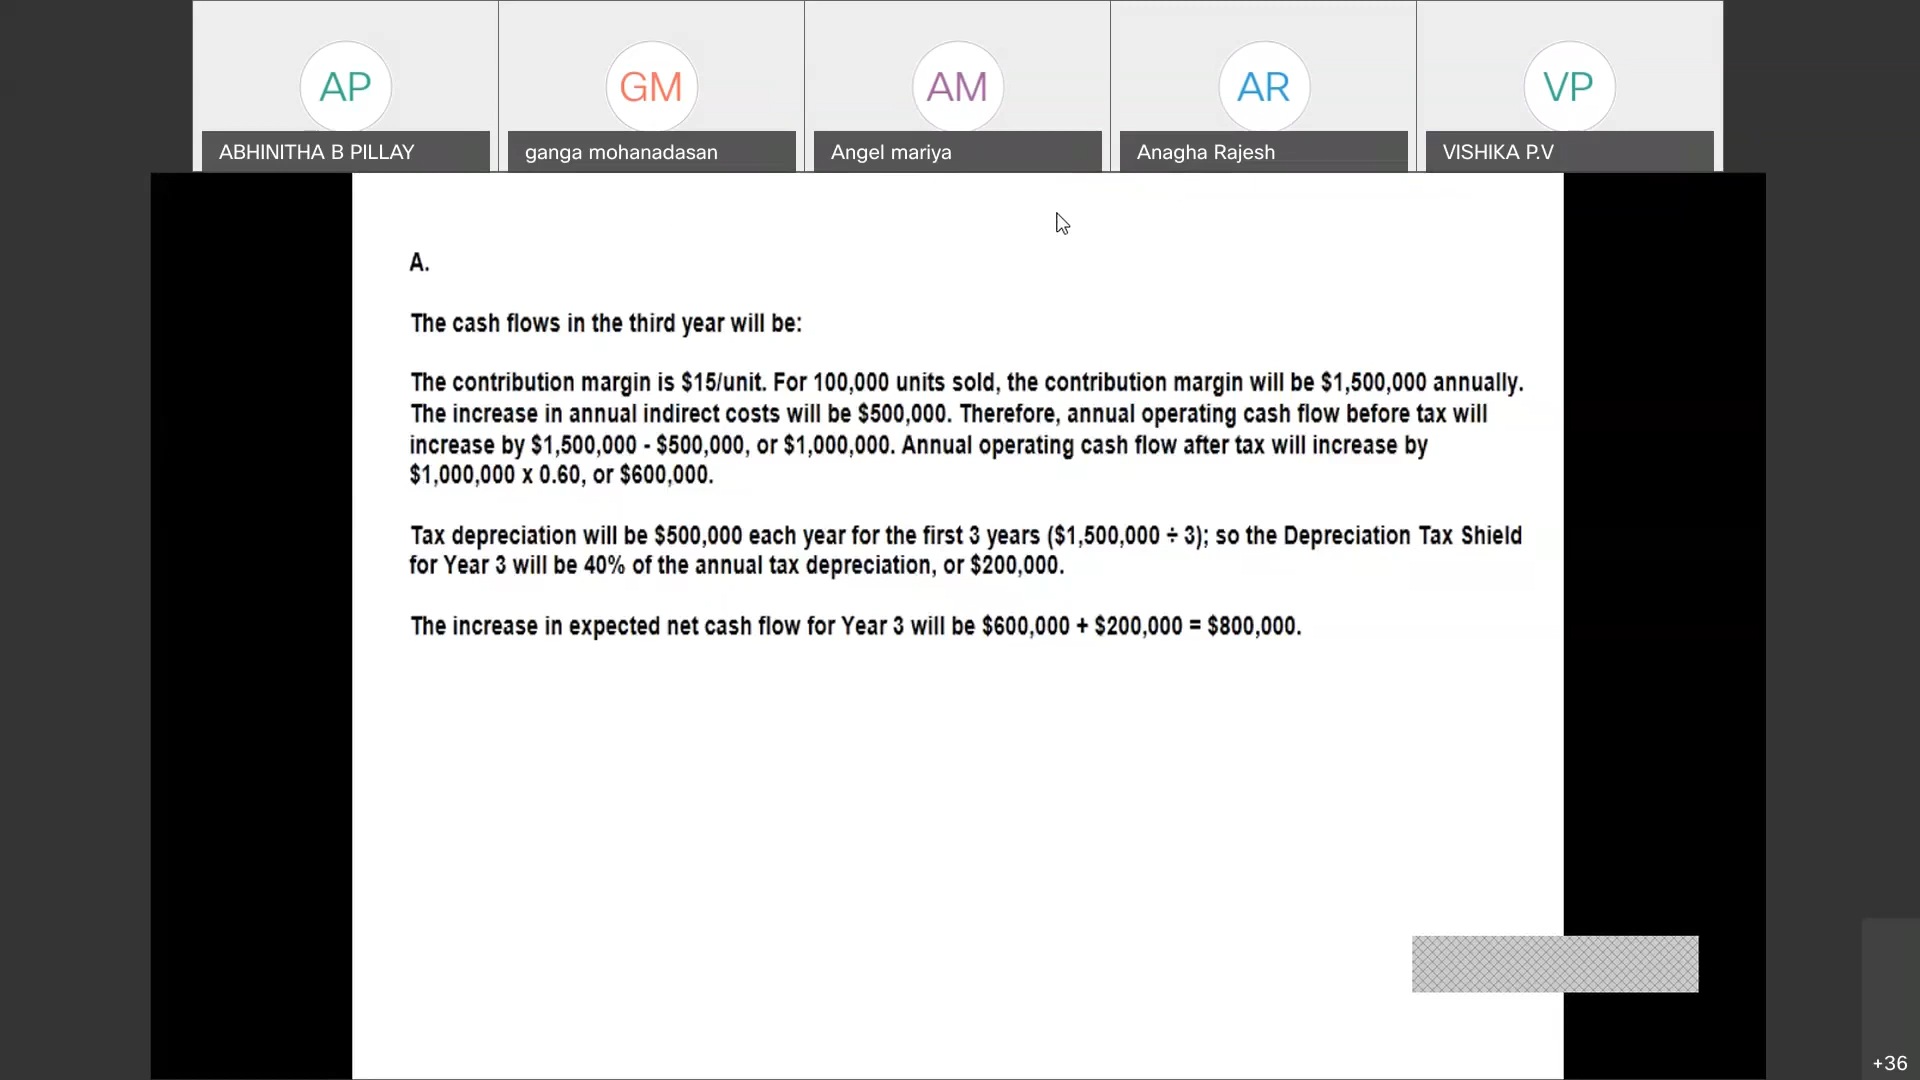 AP
GM
AM
AR
VP
ABHINITHA B PILLAY
ganga mohanadasan
Angel mariya
Anagha Rajesh
VISHIKA P.V
A.
The cash flows in the third year will be:
The contribution margin is $15/unit. For 100,000 units sold, the contribution margin will be $1,500,000 annually.
The increase in annual indirect costs will be $500,000. Therefore, annual operating cash flow before tax will
increase by $1,500,000 - $500,000, or $1,000,000. Annual operating cash flow after tax will increase by
$1,000,000 x 0.60, or $600,000.
Tax depreciation will be $500,000 each year for the first 3 years ($1,500,000 ÷ 3); so the Depreciation Tax Shield
for Year 3 will be 40% of the annual tax depreciation, or $200,000.
The increase in expected net cash flow for Year 3 will be $600,000 + $200,000 = $800,000.
+36